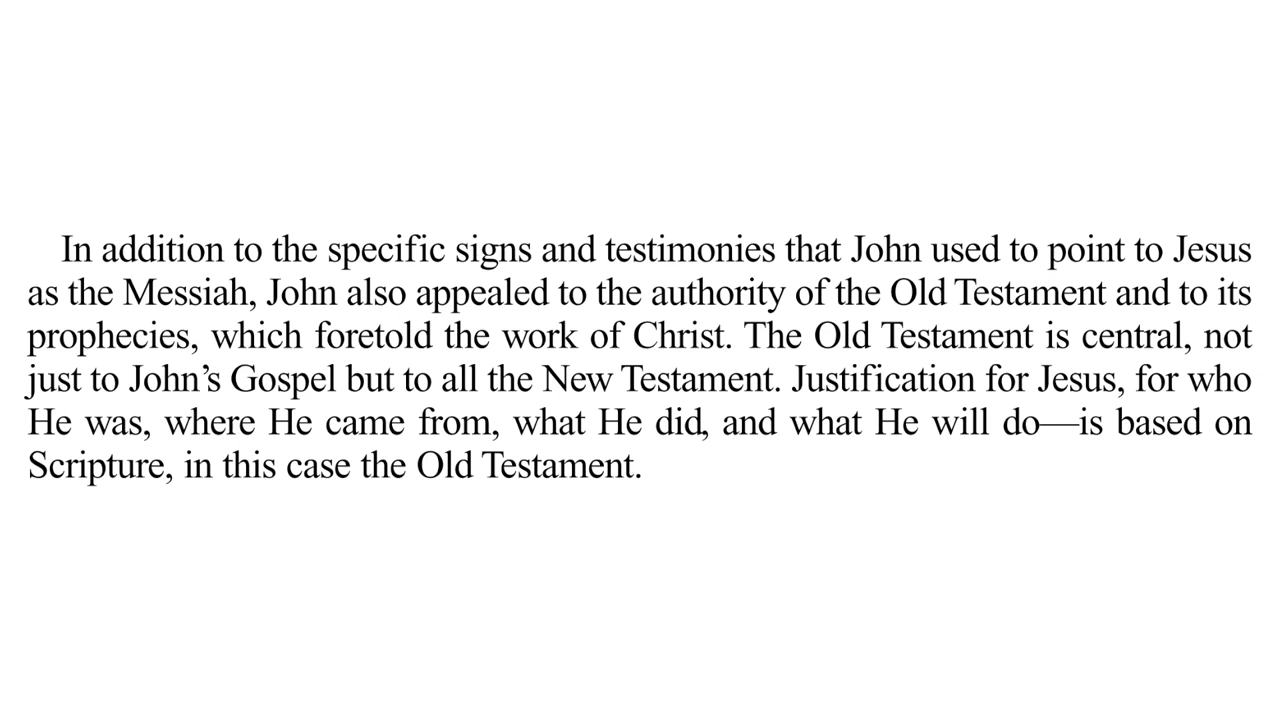 In addition to the specific signs and testimonies that John used to point to Jesus
as the Messiah, John also appealed to the authority of the Old Testament and to its
prophecies, which foretold the work of Christ. The Old Testament is central, not
just to John’s Gospel but to all the New Testament. Justification for Jesus, for who
He was, where He came from, what He did, and what He will do—is based on
Scripture, in this case the Old Testament.